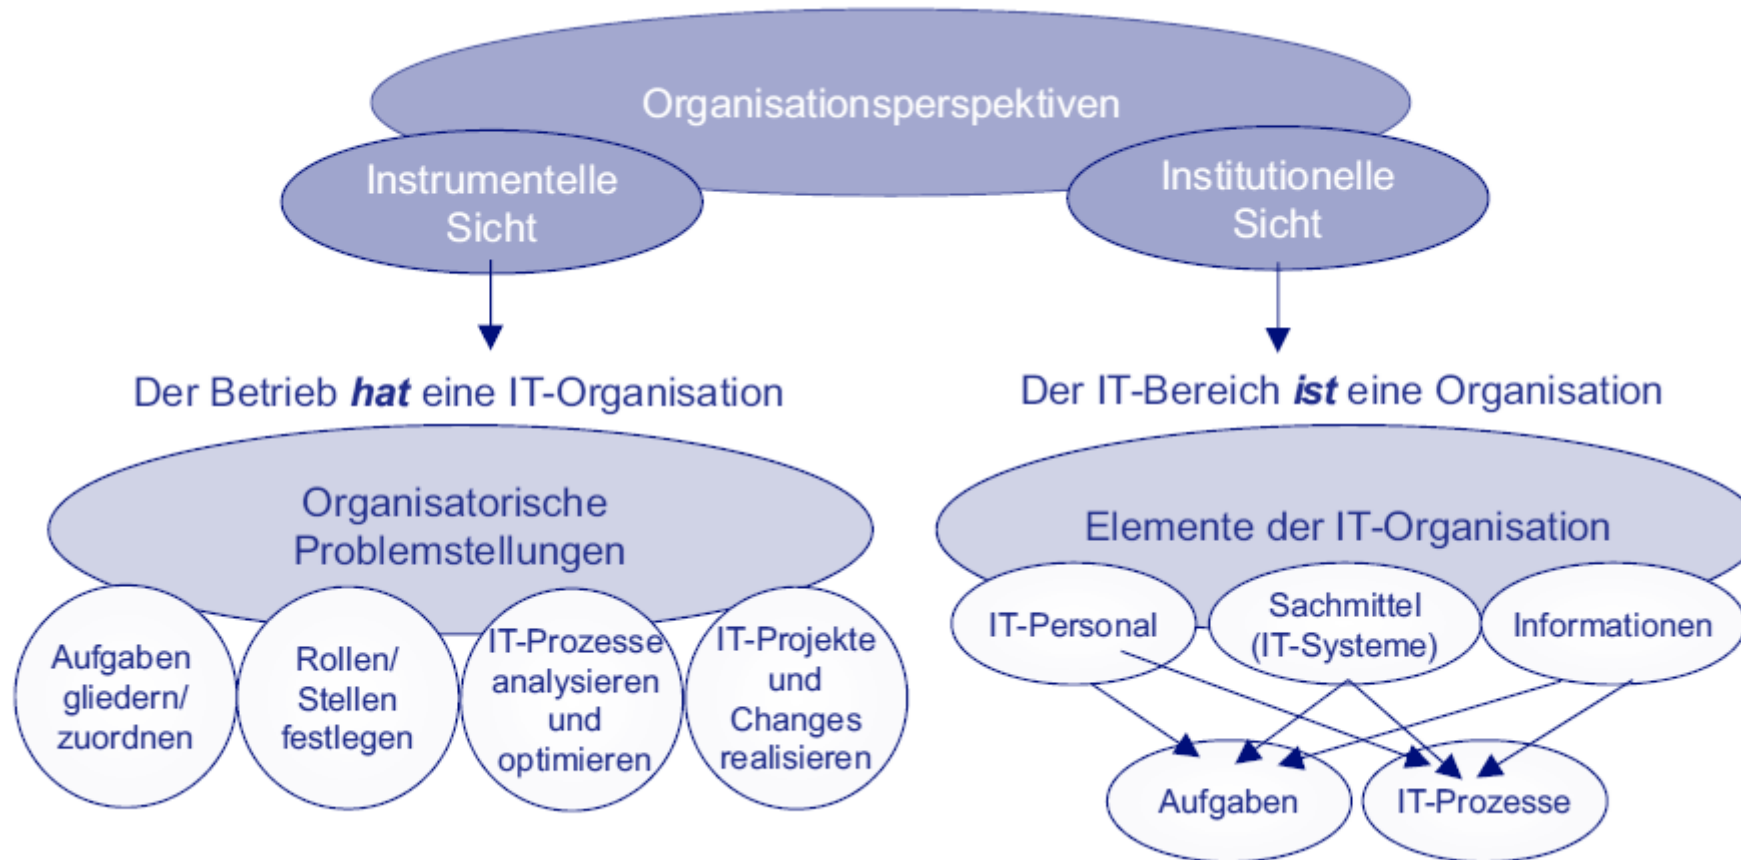 Organisationsperspektiven
Instrumentelle
Sicht
Institutionelle
Sicht
Der Betrieb hat eine IT-Organisation
Der IT-Bereich ist eine Organisation
Organisatorische
Problemstellungen
Aufgaben
gliedern/
zuordnen
Rollen/
Stellen
festlegen
IT-Prozesse
analysieren
und
optimieren
IT-Projekte
und
Changes
realisieren
Elemente der IT-Organisation
IT-Personal
Sachmittel
(IT-Systeme)
Informationen
Aufgaben
IT-Prozesse